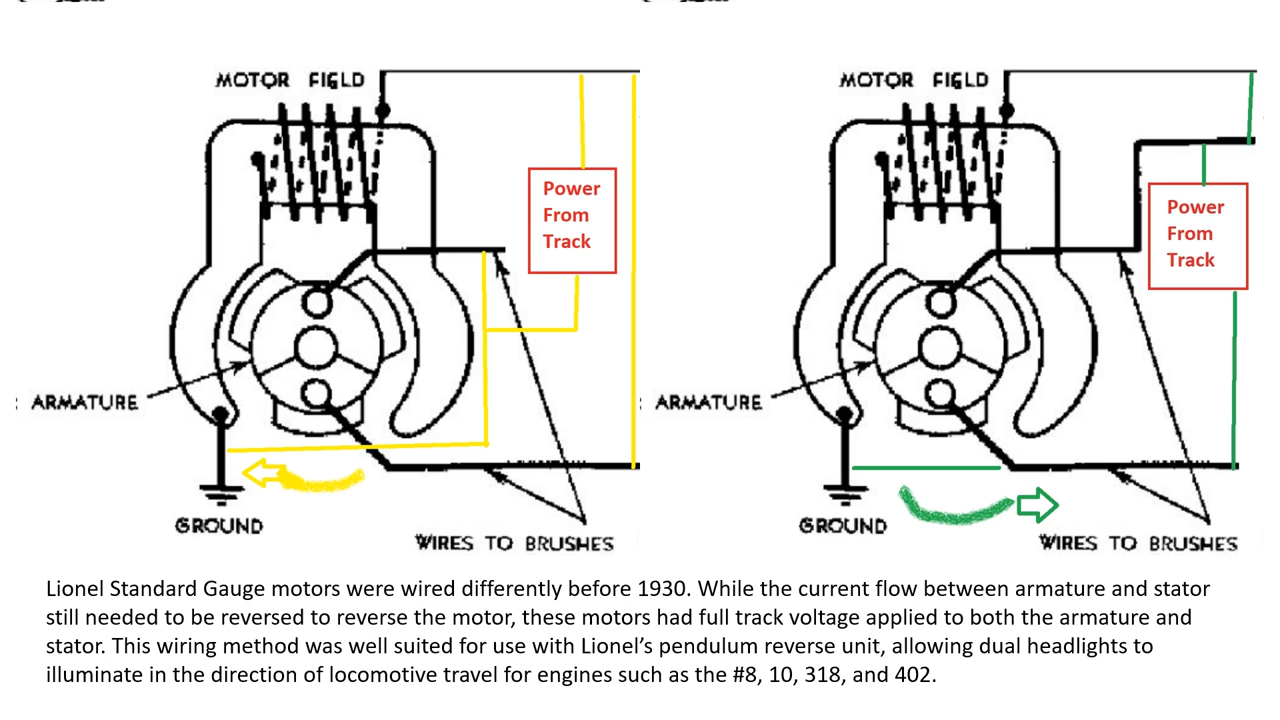 MOTOR FIELD
Power
From
Track
ARMATURE
GROUND
WIRES TO BRUSHES
MOTOR FIELD
Power
From
Track
: ARMATURE
GROUND
WIRES TO BRUSHES
Lionel Standard Gauge motors were wired differently before 1930. While the current flow between armature and stator
still needed to be reversed to reverse the motor, these motors had full track voltage applied to both the armature and
stator. This wiring method was well suited for use with Lionel’s pendulum reverse unit, allowing dual headlights to
illuminate in the direction of locomotive travel for engines such as the #8, 10, 318, and 402.